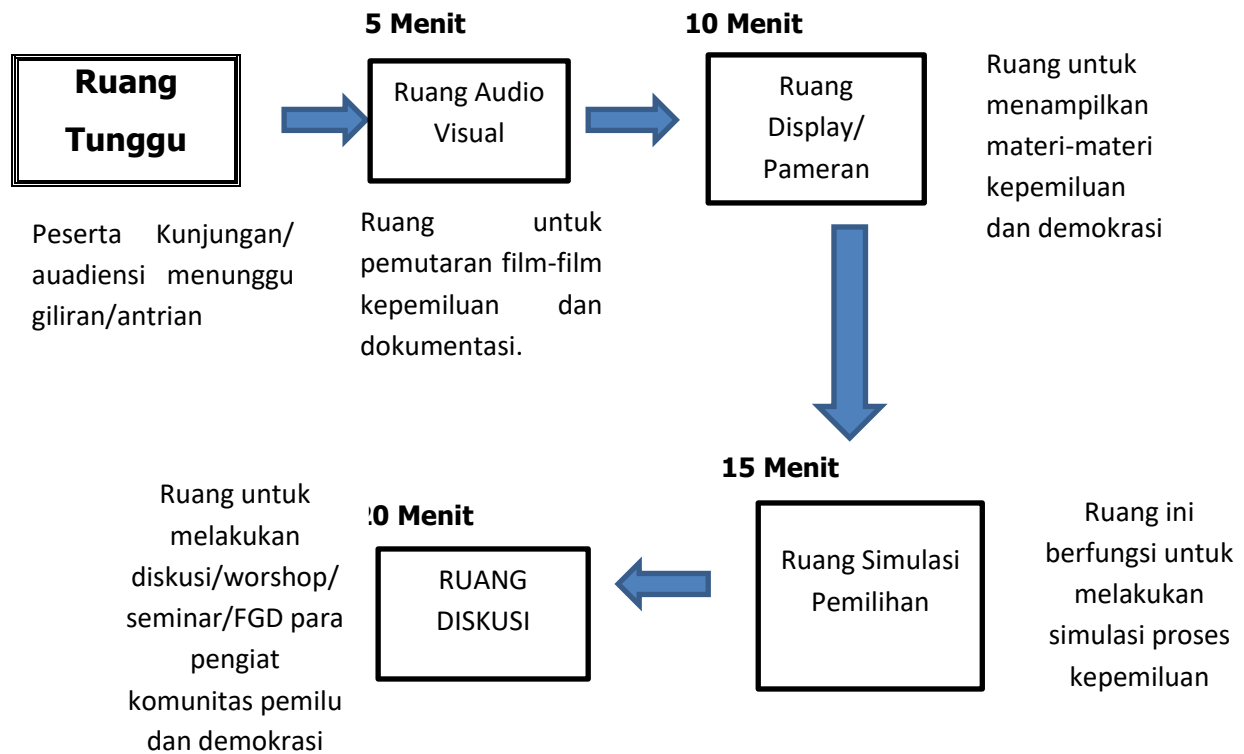 5 Menit
10 Menit
Ruang
Tunggu
Ruang Audio
Visual
Ruang
Display/
Pameran
Ruang untuk
menampilkan
materi-materi
kepemiluan
dan demokrasi
Peserta Kunjungan/
auadiensi menunggu
giliran/antrian
Ruang untuk
pemutaran film-film
kepemiluan dan
dokumentasi.
15 Menit
Ruang Simulasi
Pemilihan
Ruang ini
berfungsi untuk
melakukan
simulasi proses
kepemiluan
20 Menit
RUANG
DISKUSI
Ruang untuk
melakukan
diskusi/worshop/
seminar/FGD para
pengiat
komunitas pemilu
dan demokrasi